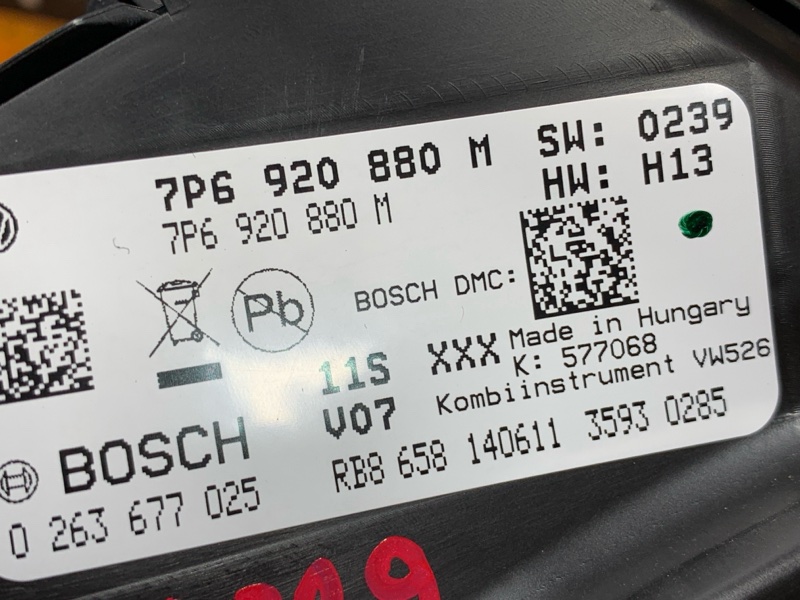 7P6 920 880 M
SW: 0239
HW: H13
7P6 920 880 M
Pb
BOSCH DMC:
Made in Hungary
XXX
K: 577068
11S
V07
Kombiinstrument VW526
BOSCH
RB8 658 140611 3593 0285
0 263 677 025